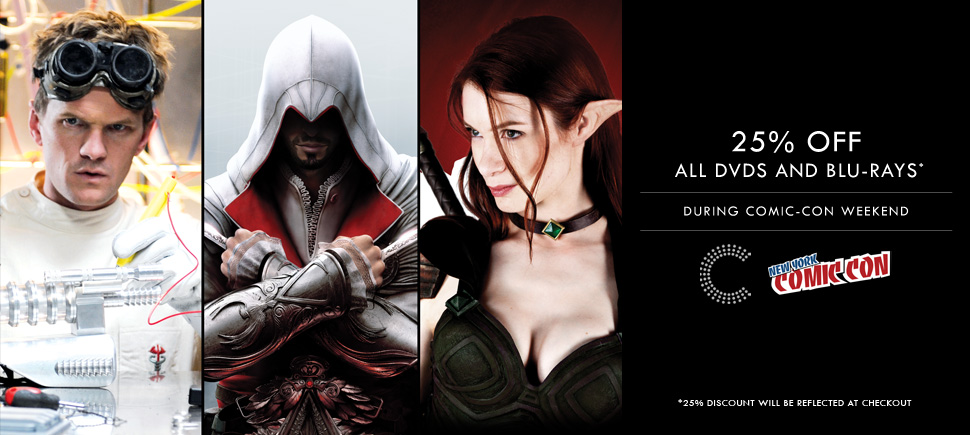 25% OFF
ALL DVDS AND BLU-RAYS*
DURING COMIC-CON WEEKEND
NEW YORK
COMIC CON
*25% DISCOUNT WILL BE REFLECTED AT CHECKOUT